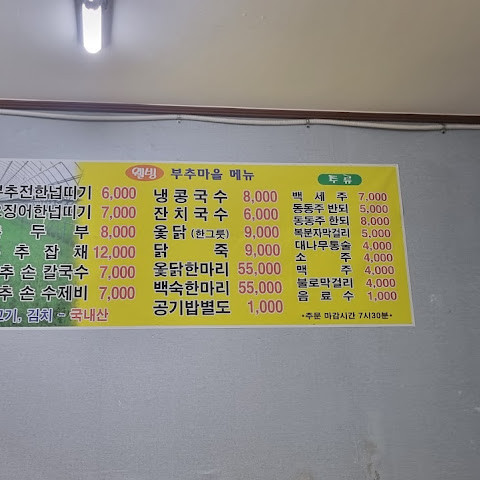 옛날 부추마을 메뉴
부추전한넙띠기 6,000
오징어한넙띠기 7,000
두 부 8,000
추 잡 채 12,000
추 손 칼국수 7,000
추 손 수제비 7,000
고기, 김치 - 국내산
냉 콩 국 수 8,000
잔 치 국 수 6,000
옻닭 (한그릇) 9,000
닭 죽 9,000
옻닭한마리 55,000
백숙한마리 55,000
공기밥별도 1,000
주 류
백 세 주 7,000
동동주 반되 5,000
동동주 한되 8,000
복분자막걸리 5,000
대나무통술 4,000
소 주 4,000
맥 주 4,000
불로막걸리 4,000
음 료 수 1,000
*주문 마감시간 7시30분*